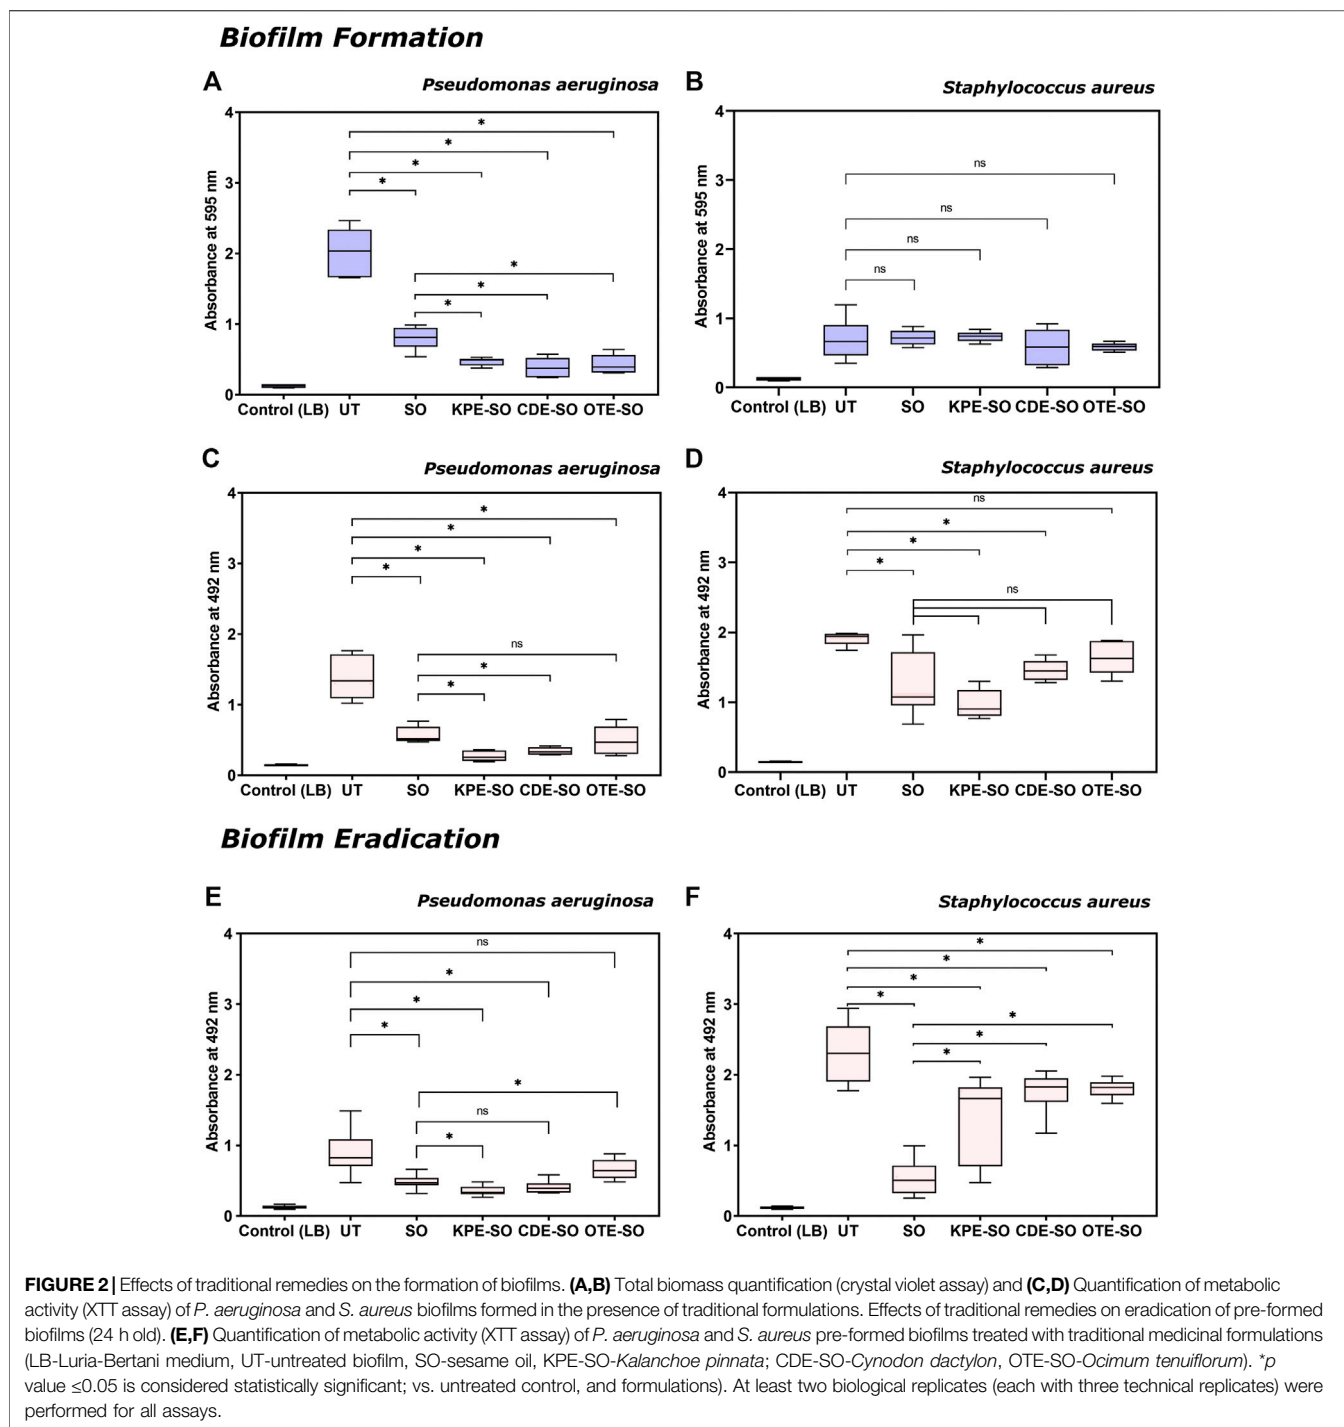 Biofilm Formation
A
Pseudomonas aeruginosa
Absorbance at 595 nm
4
3
2
1
0
*
*
*
*
*
*
*
Control (LB) UT SO KPE-SO CDE-SO OTE-SO
B
Staphylococcus aureus
Absorbance at 595 nm
4
3
2
1
0
ns
ns
ns
ns
Control (LB) UT SO KPE-SO CDE-SO OTE-SO
C
Pseudomonas aeruginosa
Absorbance at 492 nm
4
3
2
1
0
*
*
*
*
ns
*
*
Control (LB) UT SO KPE-SO CDE-SO OTE-SO
D
Staphylococcus aureus
Absorbance at 492 nm
4
3
2
1
0
ns
*
*
*
ns
Control (LB) UT SO KPE-SO CDE-SO OTE-SO
Biofilm Eradication
E
Pseudomonas aeruginosa
Absorbance at 492 nm
4
3
2
1
0
ns
*
*
*
*
ns
*
Control (LB) UT SO KPE-SO CDE-SO OTE-SO
F
Staphylococcus aureus
Absorbance at 492 nm
4
3
2
1
0
*
*
*
*
*
*
*
Control (LB) UT SO KPE-SO CDE-SO OTE-SO
FIGURE 2 | Effects of traditional remedies on the formation of biofilms. (A,B) Total biomass quantification (crystal violet assay) and (C,D) Quantification of metabolic
activity (XTT assay) of P. aeruginosa and S. aureus biofilms formed in the presence of traditional formulations. Effects of traditional remedies on eradication of pre-formed
biofilms (24 h old). (E,F) Quantification of metabolic activity (XTT assay) of P. aeruginosa and S. aureus pre-formed biofilms treated with traditional medicinal formulations
(LB-Luria-Bertani medium, UT-untreated biofilm, SO-sesame oil, KPE-SO-Kalanchoe pinnata; CDE-SO-Cynodon dactylon, OTE-SO-Ocimum tenuiflorum). *p
value ≤0.05 is considered statistically significant; vs. untreated control, and formulations). At least two biological replicates (each with three technical replicates) were
performed for all assays.